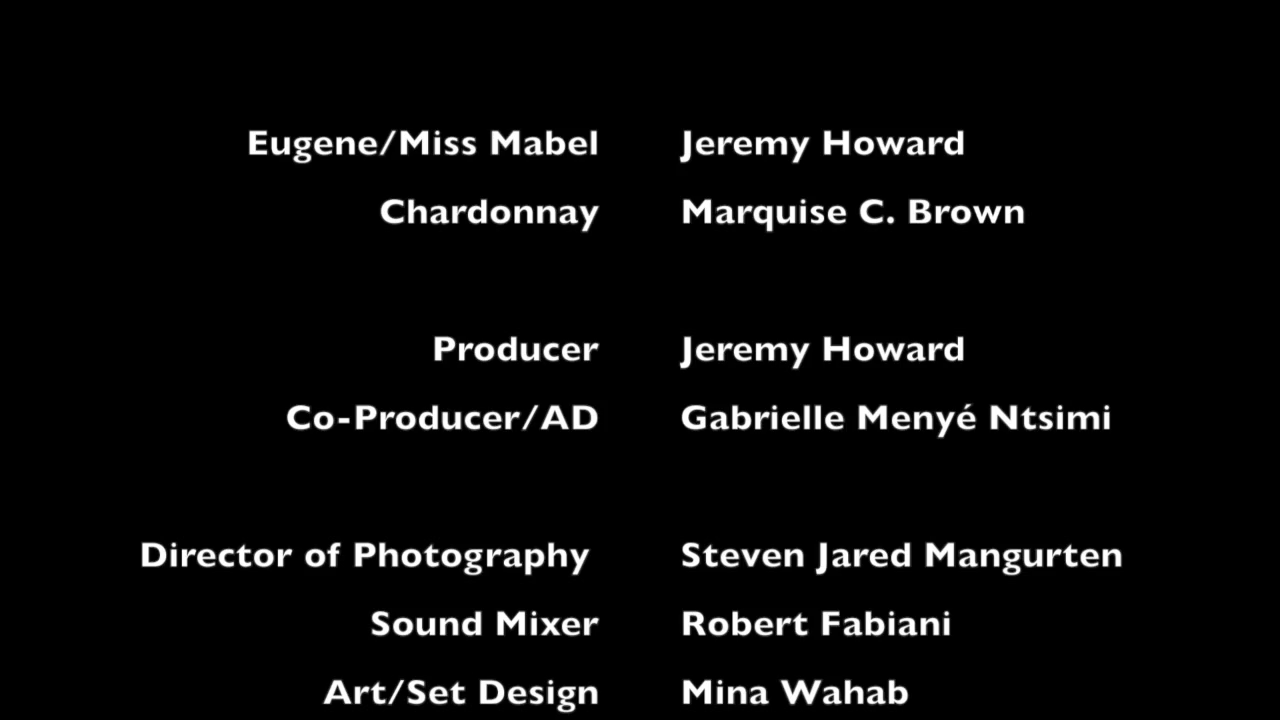 Eugene/Miss Mabel Jeremy Howard
Chardonnay Marquise C. Brown
Producer Jeremy Howard
Co-Producer/AD Gabrielle Menyé Ntsimi
Director of Photography Steven Jared Mangurten
Sound Mixer Robert Fabiani
Art/Set Design Mina Wahab